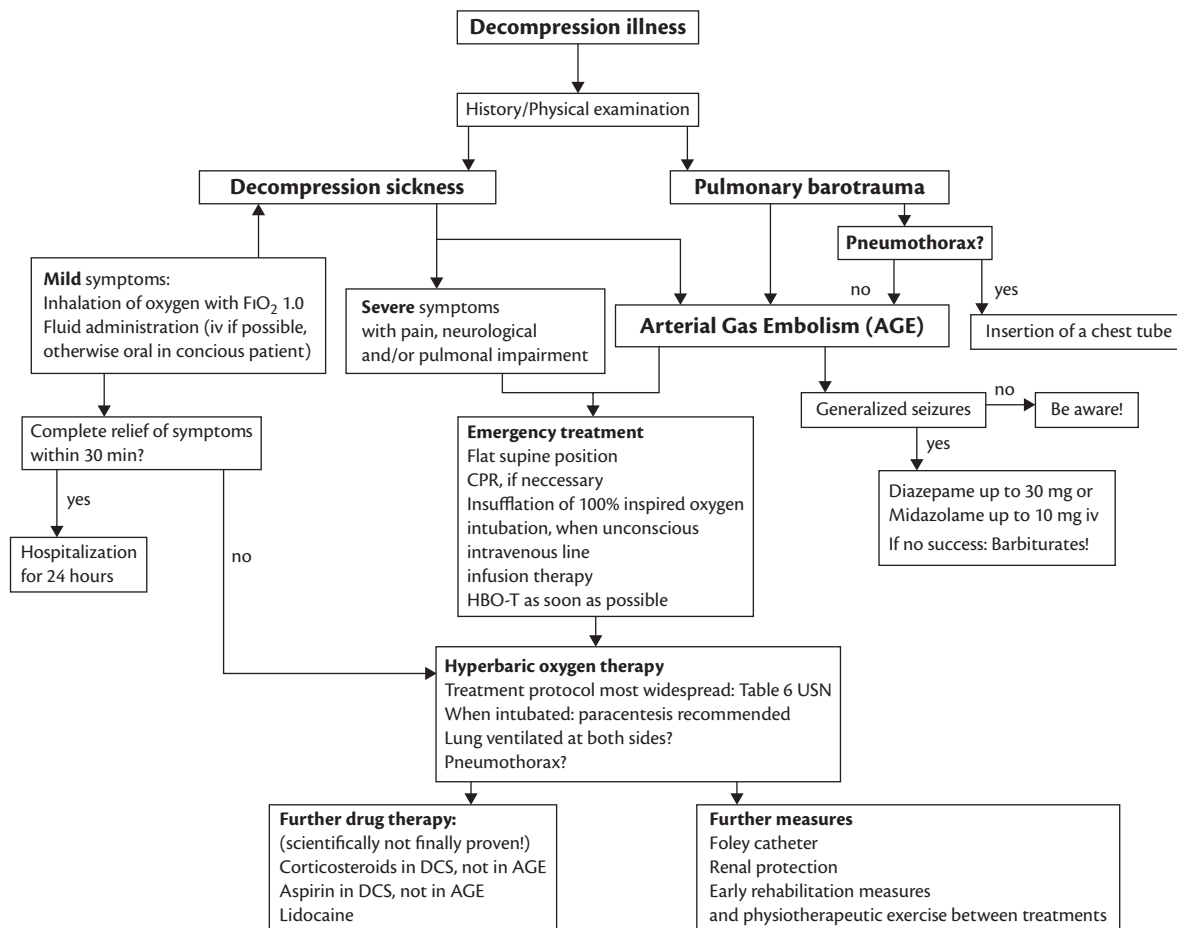 Decompression illness
History/Physical examination
Decompression sickness
Pulmonary barotrauma
Pneumothorax?
Mild symptoms:
Inhalation of oxygen with FIO₂ 1.0
Fluid administration (iv if possible,
otherwise oral in concious patient)
Severe symptoms
with pain, neurological
and/or pulmonal impairment
no
yes
Arterial Gas Embolism (AGE)
Insertion of a chest tube
Complete relief of symptoms
within 30 min?
Generalized seizures
no
Be aware!
Emergency treatment
Flat supine position
CPR, if neccessary
Insufflation of 100% inspired oxygen
intubation, when unconscious
intravenous line
infusion therapy
HBO-T as soon as possible
yes
Diazepame up to 30 mg or
Midazolame up to 10 mg iv
If no success: Barbiturates!
yes
Hospitalization
for 24 hours
no
Hyperbaric oxygen therapy
Treatment protocol most widespread: Table 6 USN
When intubated: paracentesis recommended
Lung ventilated at both sides?
Pneumothorax?
Further drug therapy:
(scientifically not finally proven!)
Corticosteroids in DCS, not in AGE
Aspirin in DCS, not in AGE
Lidocaine
Further measures
Foley catheter
Renal protection
Early rehabilitation measures
and physiotherapeutic exercise between treatments